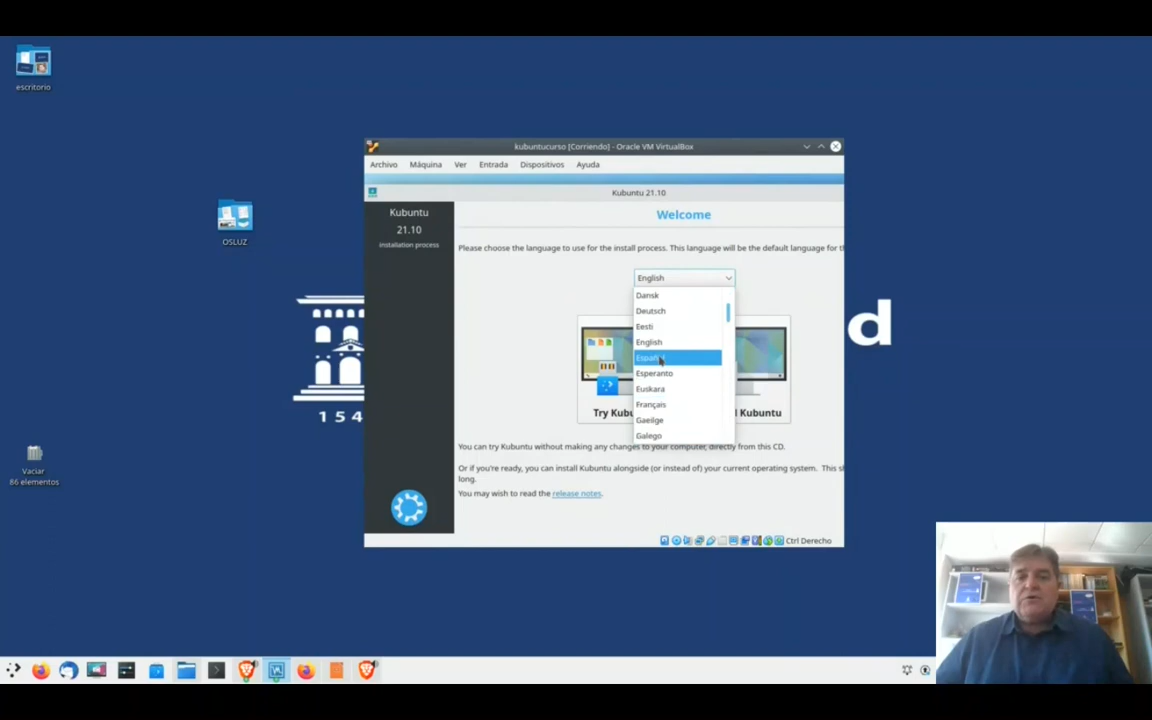 escritorio
OSLUZ
154
d
Vaciar
86 elementos
kubuntucurso [Corriendo] - Oracle VM VirtualBox
Archivo Máquina Ver Entrada Dispositivos Ayuda
Kubuntu 21.10
Kubuntu
21.10
installation process
Welcome
Please choose the language to use for the install process. This language will be the default language for th
English
Dansk
Deutsch
Eesti
English
Español
Esperanto
Euskara
Français
Gaeilge
Galego
Try Kubu
l Kubuntu
You can try Kubuntu without making any changes to your computer, directly from this CD.
Or if you're ready, you can install Kubuntu alongside (or instead of) your current operating system. This sh
long.
You may wish to read the release notes.
Ctrl Derecho